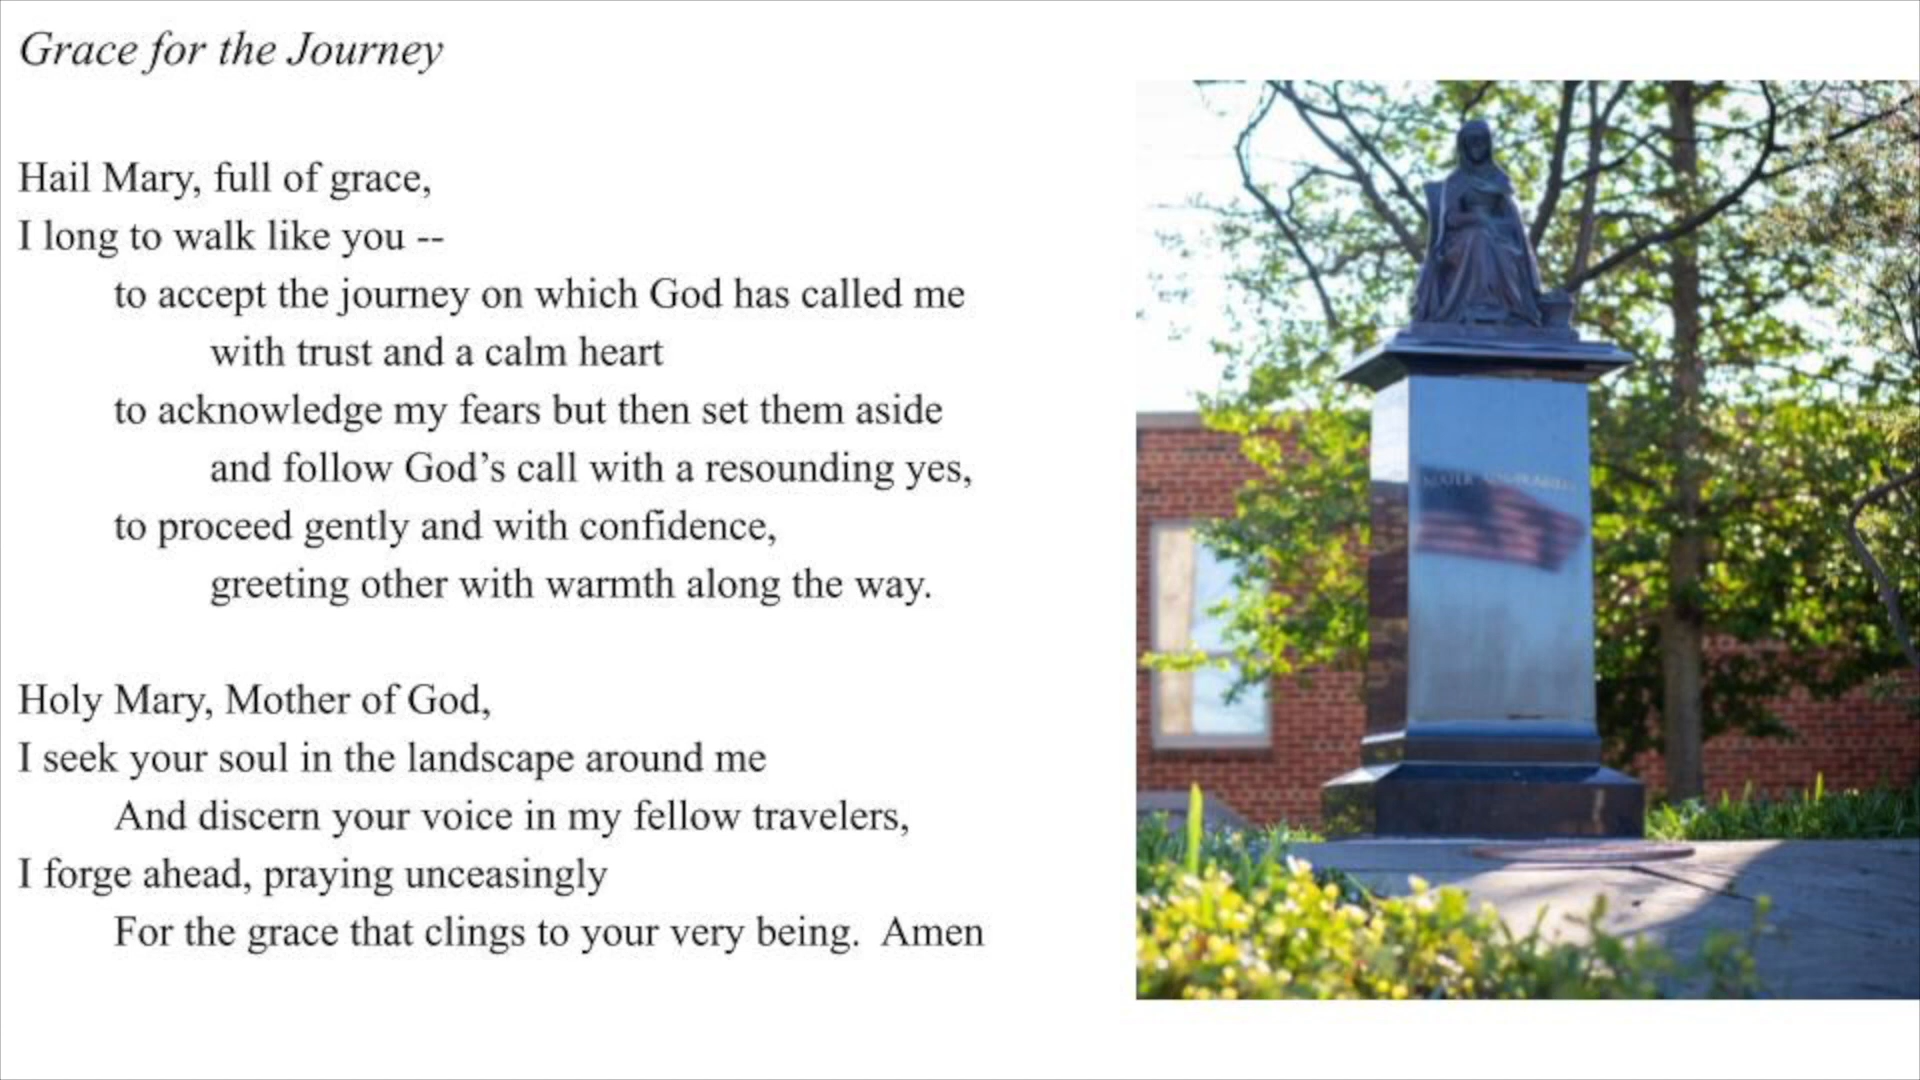 Grace for the Journey
Hail Mary, full of grace,
I long to walk like you --
to accept the journey on which God has called me
with trust and a calm heart
to acknowledge my fears but then set them aside
and follow God’s call with a resounding yes,
to proceed gently and with confidence,
greeting other with warmth along the way.
Holy Mary, Mother of God,
I seek your soul in the landscape around me
And discern your voice in my fellow travelers,
I forge ahead, praying unceasingly
For the grace that clings to your very being.  Amen